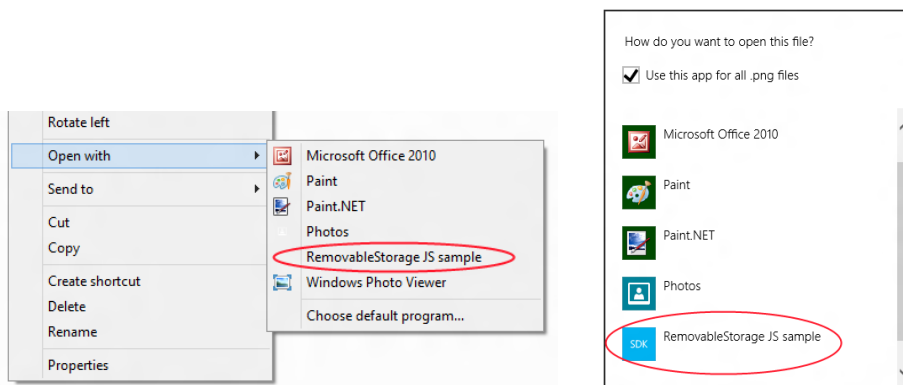 Rotate left
Open with
Send to
Cut
Copy
Create shortcut
Delete
Rename
Properties
Microsoft Office 2010
Paint
Paint.NET
Photos
RemovableStorage JS sample
Windows Photo Viewer
Choose default program...
How do you want to open this file?
Use this app for all .png files
Microsoft Office 2010
Paint
Paint.NET
Photos
SDK RemovableStorage JS sample